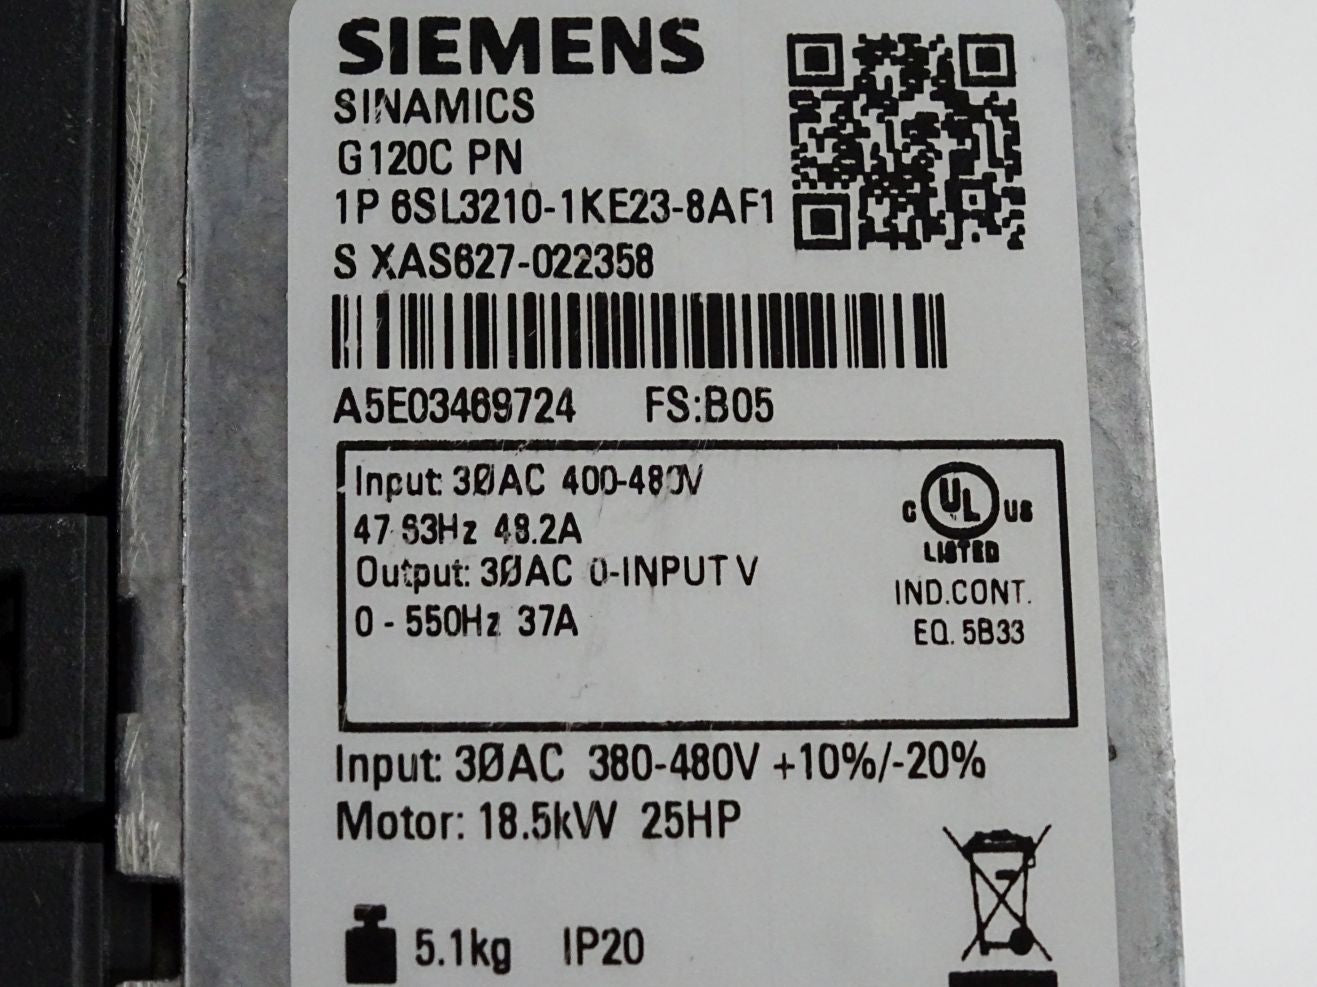 SIEMENS
SINAMICS
G120C PN
1P 6SL3210-1KE23-8AF1
S XAS627-022358
A5E03469724 FS:B05
Input: 3ØAC 400-480V
47-63Hz 48.2A
Output: 3ØAC 0-INPUT V
0 - 550Hz 37A
C UL US
LISTED
IND.CONT.
EQ. 5B33
Input: 3ØAC 380-480V +10%/-20%
Motor: 18.5kW 25HP
5.1kg IP20